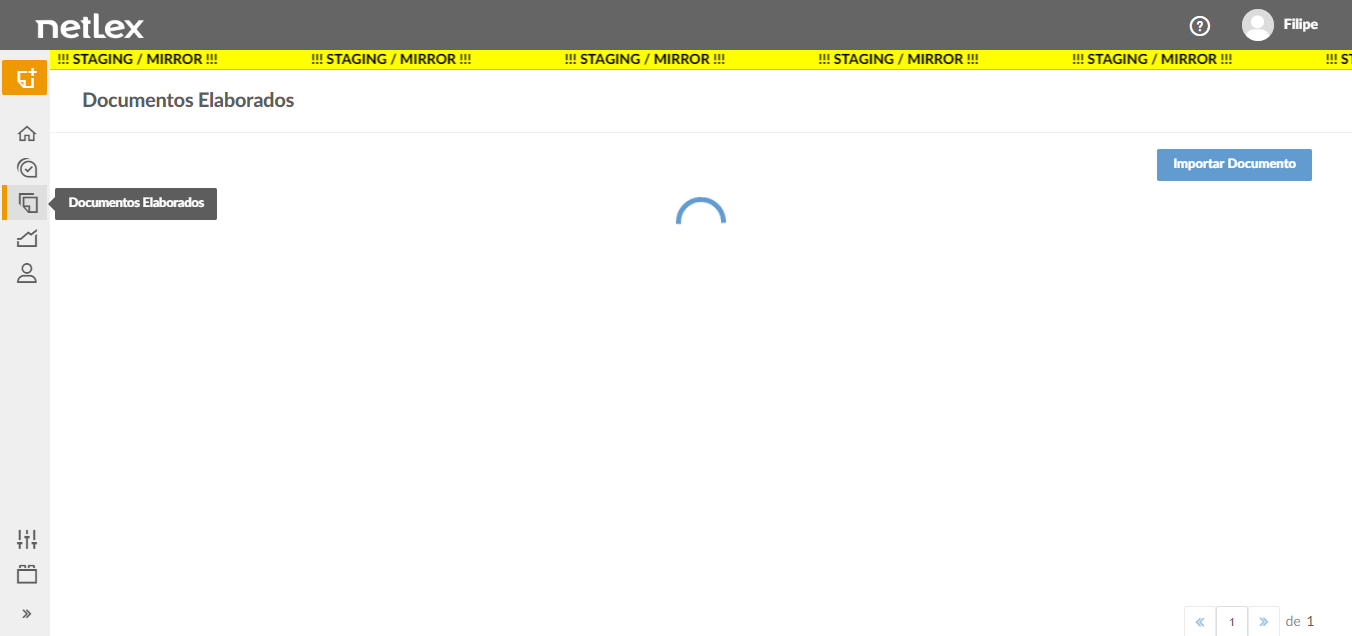 netlex
Filipe
!!! STAGING / MIRROR !!! !!! STAGING / MIRROR !!! !!! STAGING / MIRROR !!! !!! STAGING / MIRROR !!! !!! STAGING / MIRROR !!! !!! ST
Documentos Elaborados
Importar Documento
Documentos Elaborados
« 1 » de 1
»